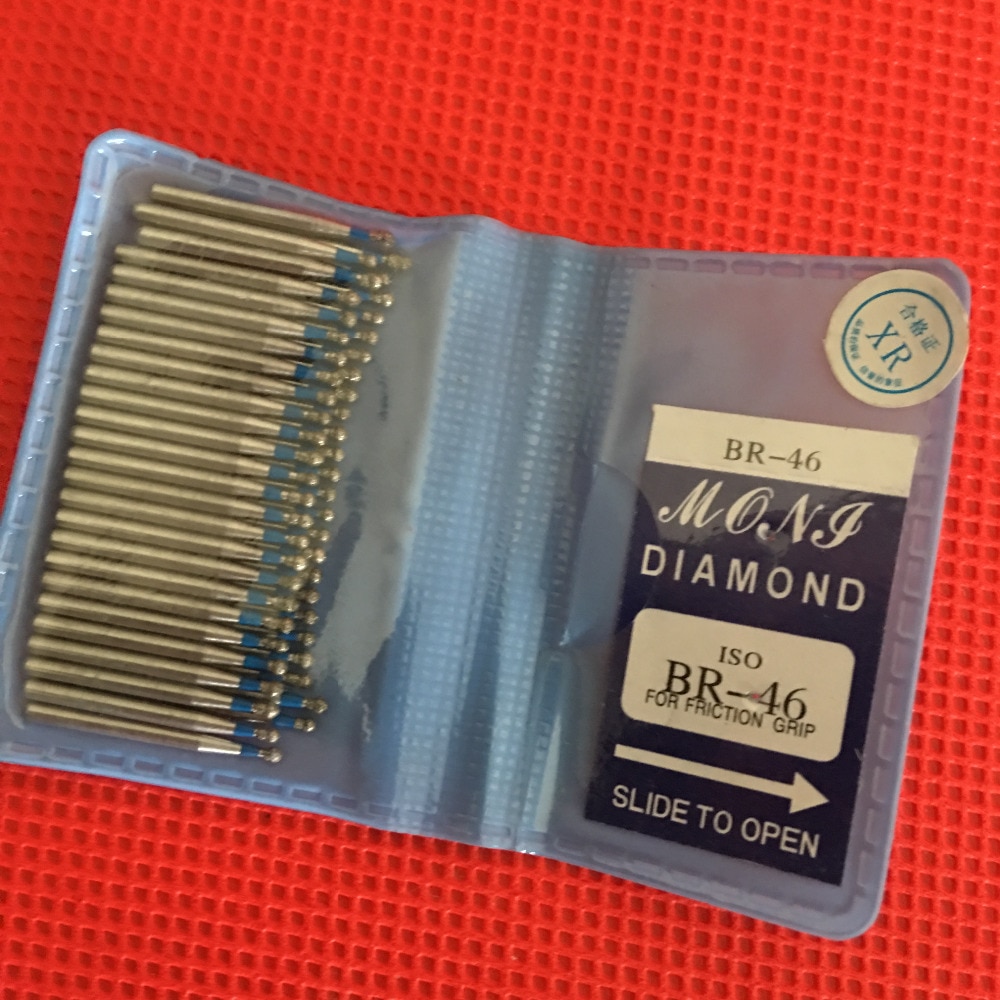 合格证
XR
BR-46
MONI
DIAMOND
ISO
BR-46
FOR FRICTION GRIP
SLIDE TO OPEN